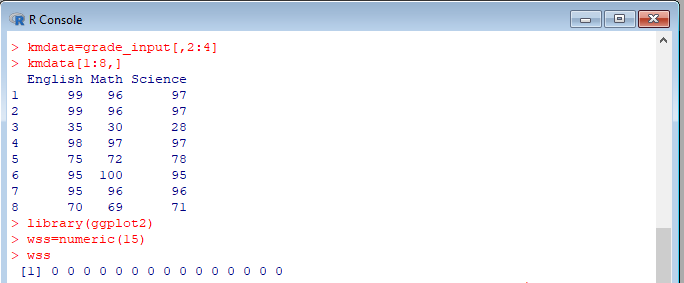 R Console
> kmdata=grade_input[,2:4]
> kmdata[1:8,]
  English Math Science
1      99   96      97
2      99   96      97
3      35   30      28
4      98   97      97
5      75   72      78
6      95  100      95
7      95   96      96
8      70   69      71
> library(ggplot2)
> wss=numeric(15)
> wss
 [1] 0 0 0 0 0 0 0 0 0 0 0 0 0 0 0